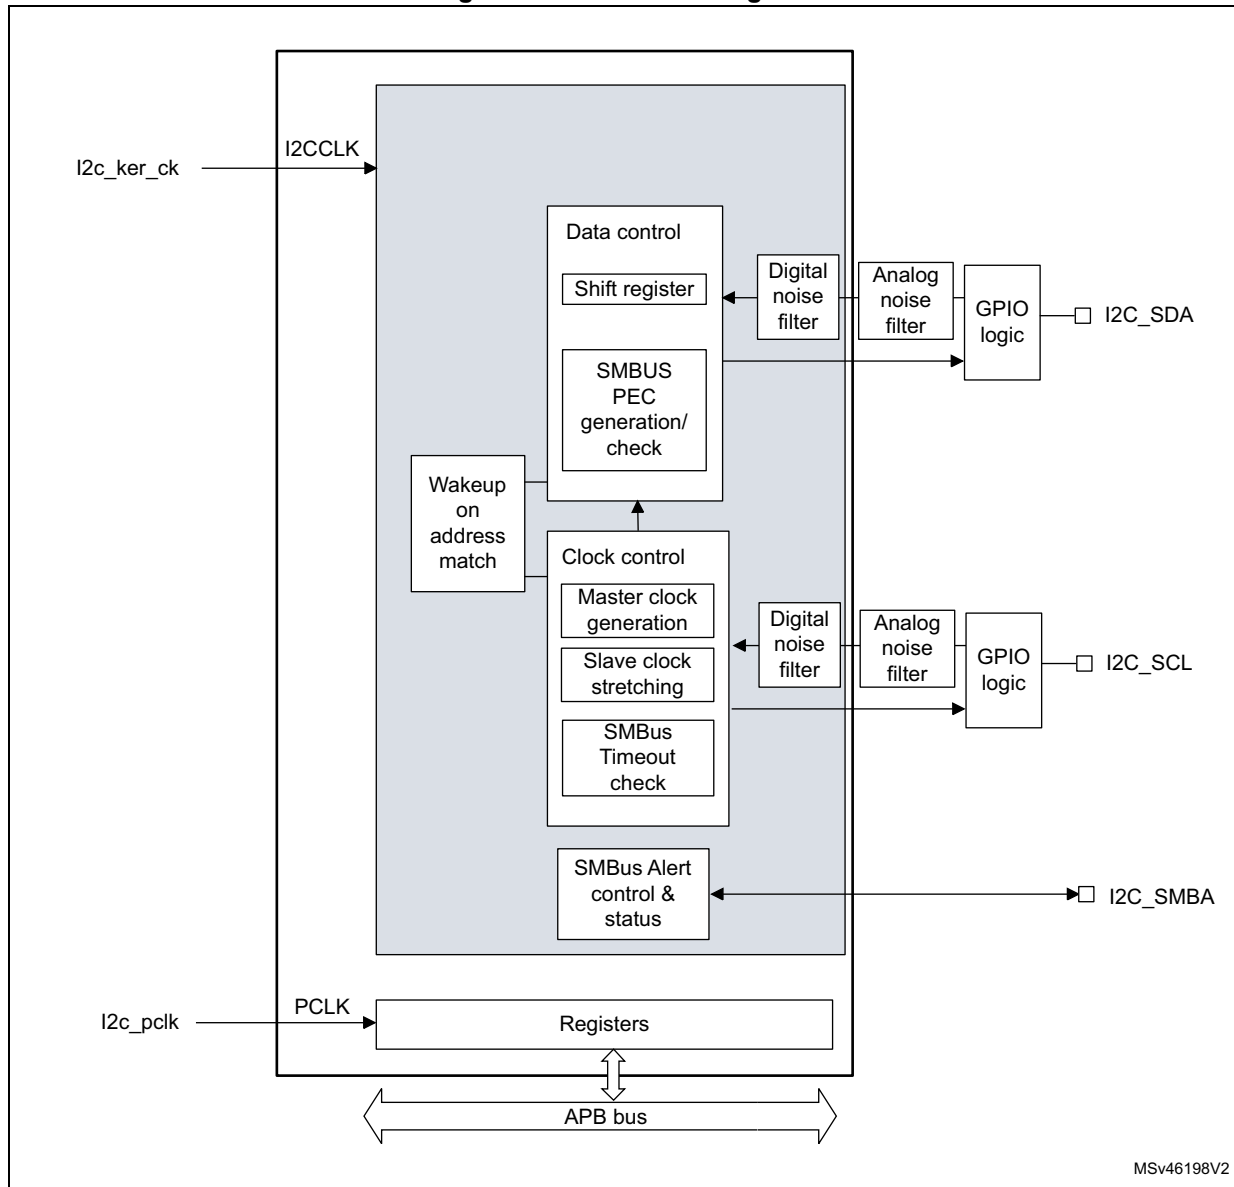 I2CCLK
I2c_ker_ck
Data control
Shift register
Digital
noise
filter
Analog
noise
filter
GPIO
logic
I2C_SDA
SMBUS
PEC
generation/
check
Wakeup
on
address
match
Clock control
Master clock
generation
Slave clock
stretching
SMBus
Timeout
check
Digital
noise
filter
Analog
noise
filter
GPIO
logic
I2C_SCL
SMBus Alert
control &
status
I2C_SMBA
PCLK
I2c_pclk
Registers
APB bus
MSv46198V2